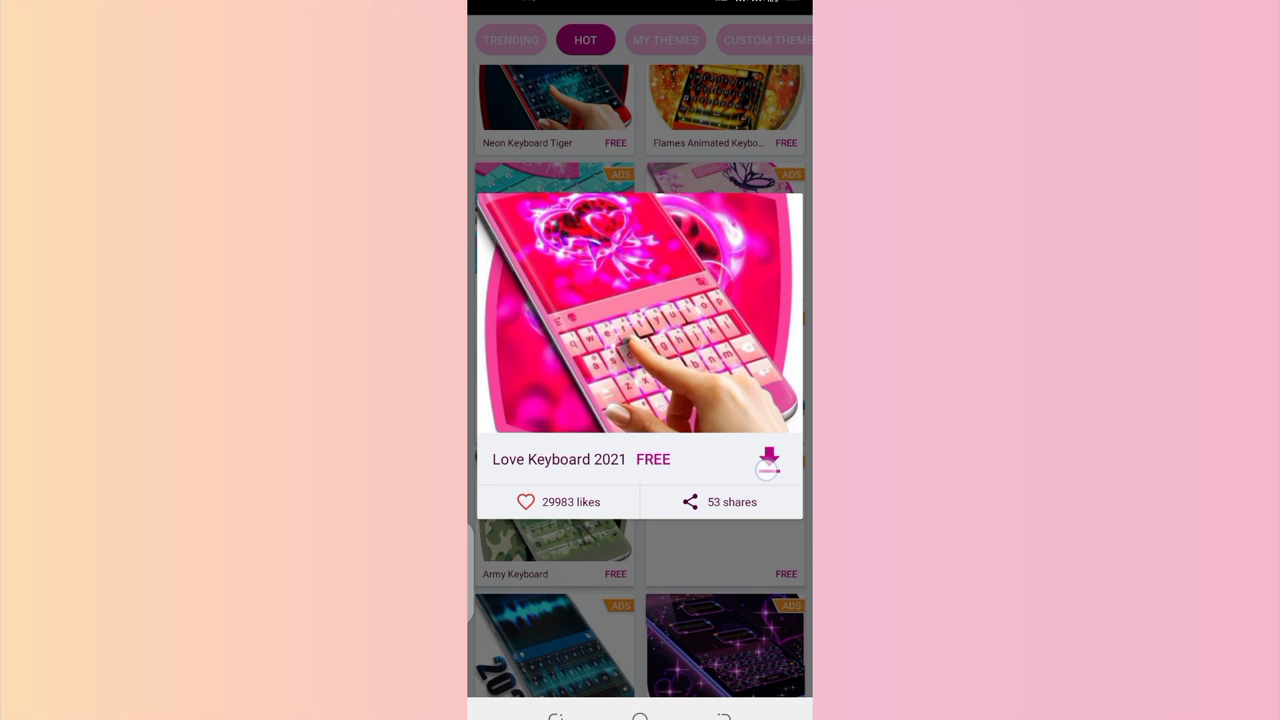 TRENDING
HOT
MY THEMES
CUSTOM THEME
Neon Keyboard Tiger FREE
Flames Animated Keybo... FREE
ADS
ADS
q w e r t y u i o p
Love Keyboard 2021 FREE
29983 likes
53 shares
Army Keyboard FREE
FREE
ADS
ADS